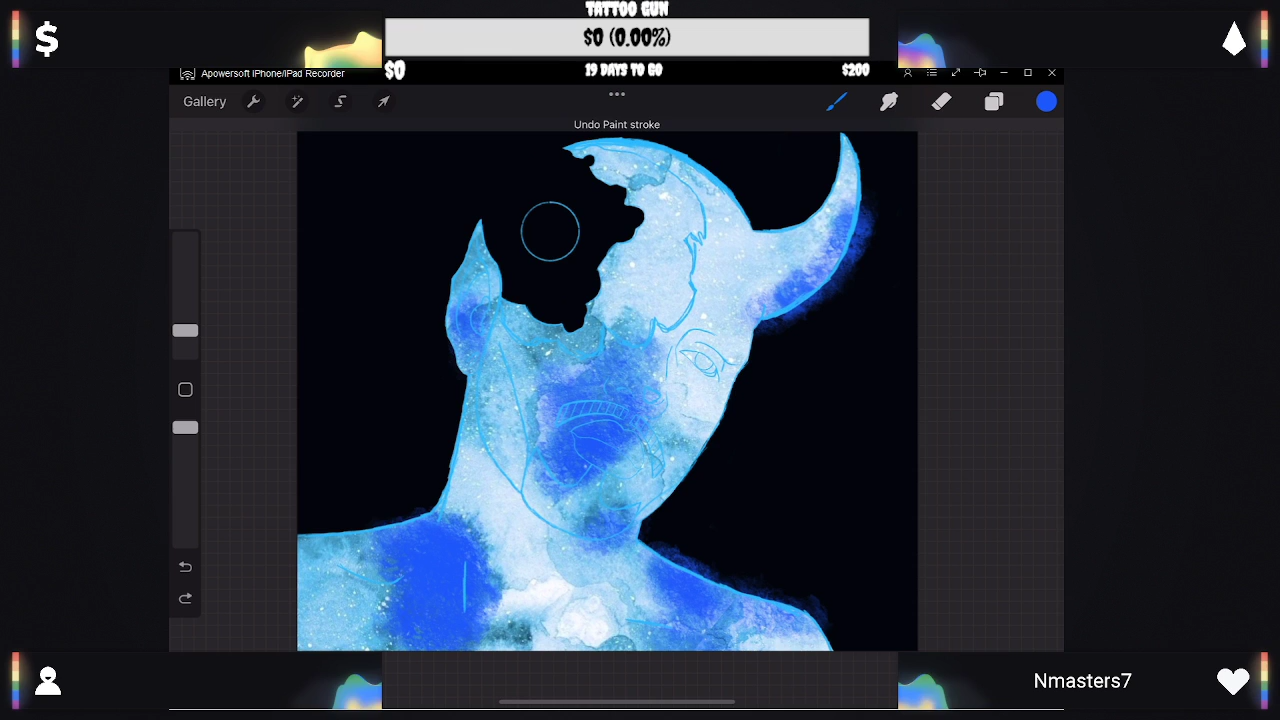 TATTOO GUN
$0 (0.00%)
$0
19 DAYS TO GO
$200
Apowersoft iPhone/iPad Recorder
Gallery
Undo Paint stroke
Nmasters7
$